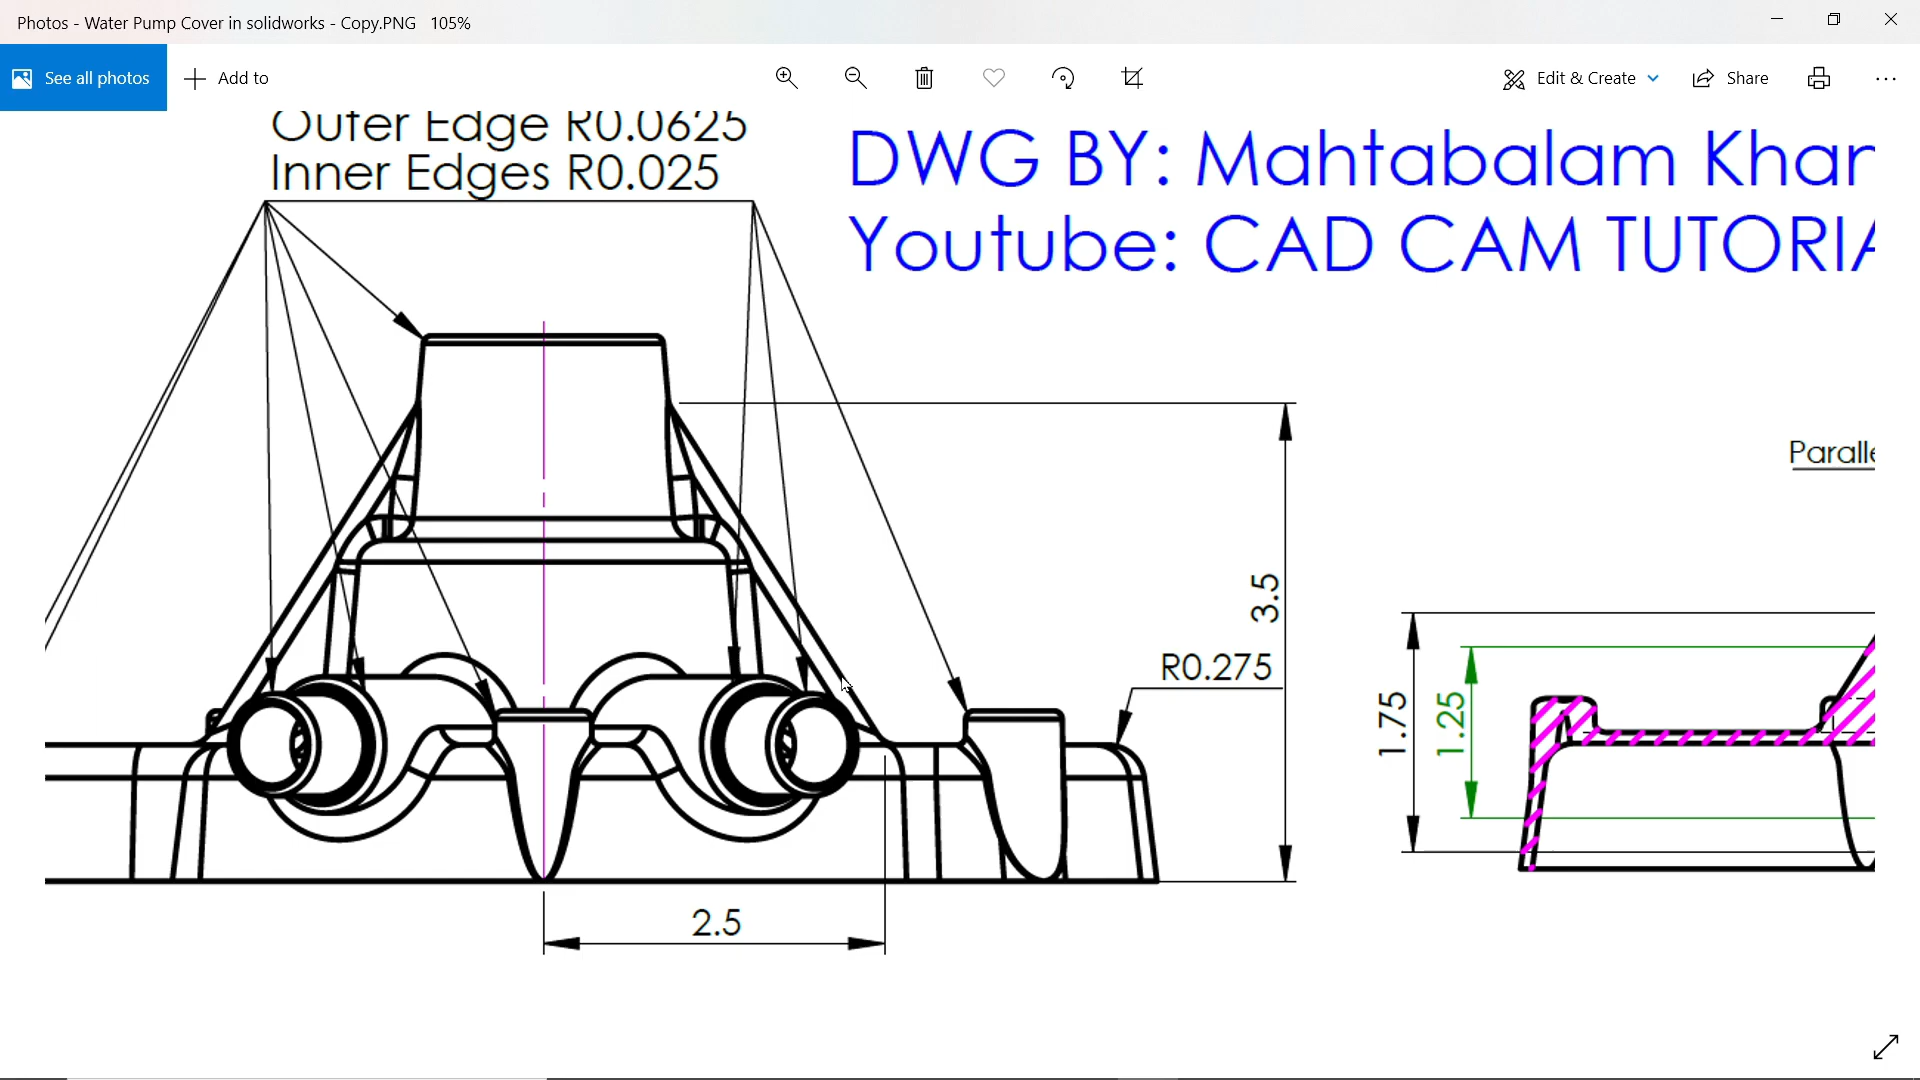 Photos - Water Pump Cover in solidworks - Copy.PNG 105%
See all photos
Add to
Edit & Create
Share
Outer Edge R0.0625
Inner Edges R0.025
DWG BY: Mahtabalam Khan
Youtube: CAD CAM TUTORIA
Paralle
3.5
R0.275
1.75
1.25
2.5